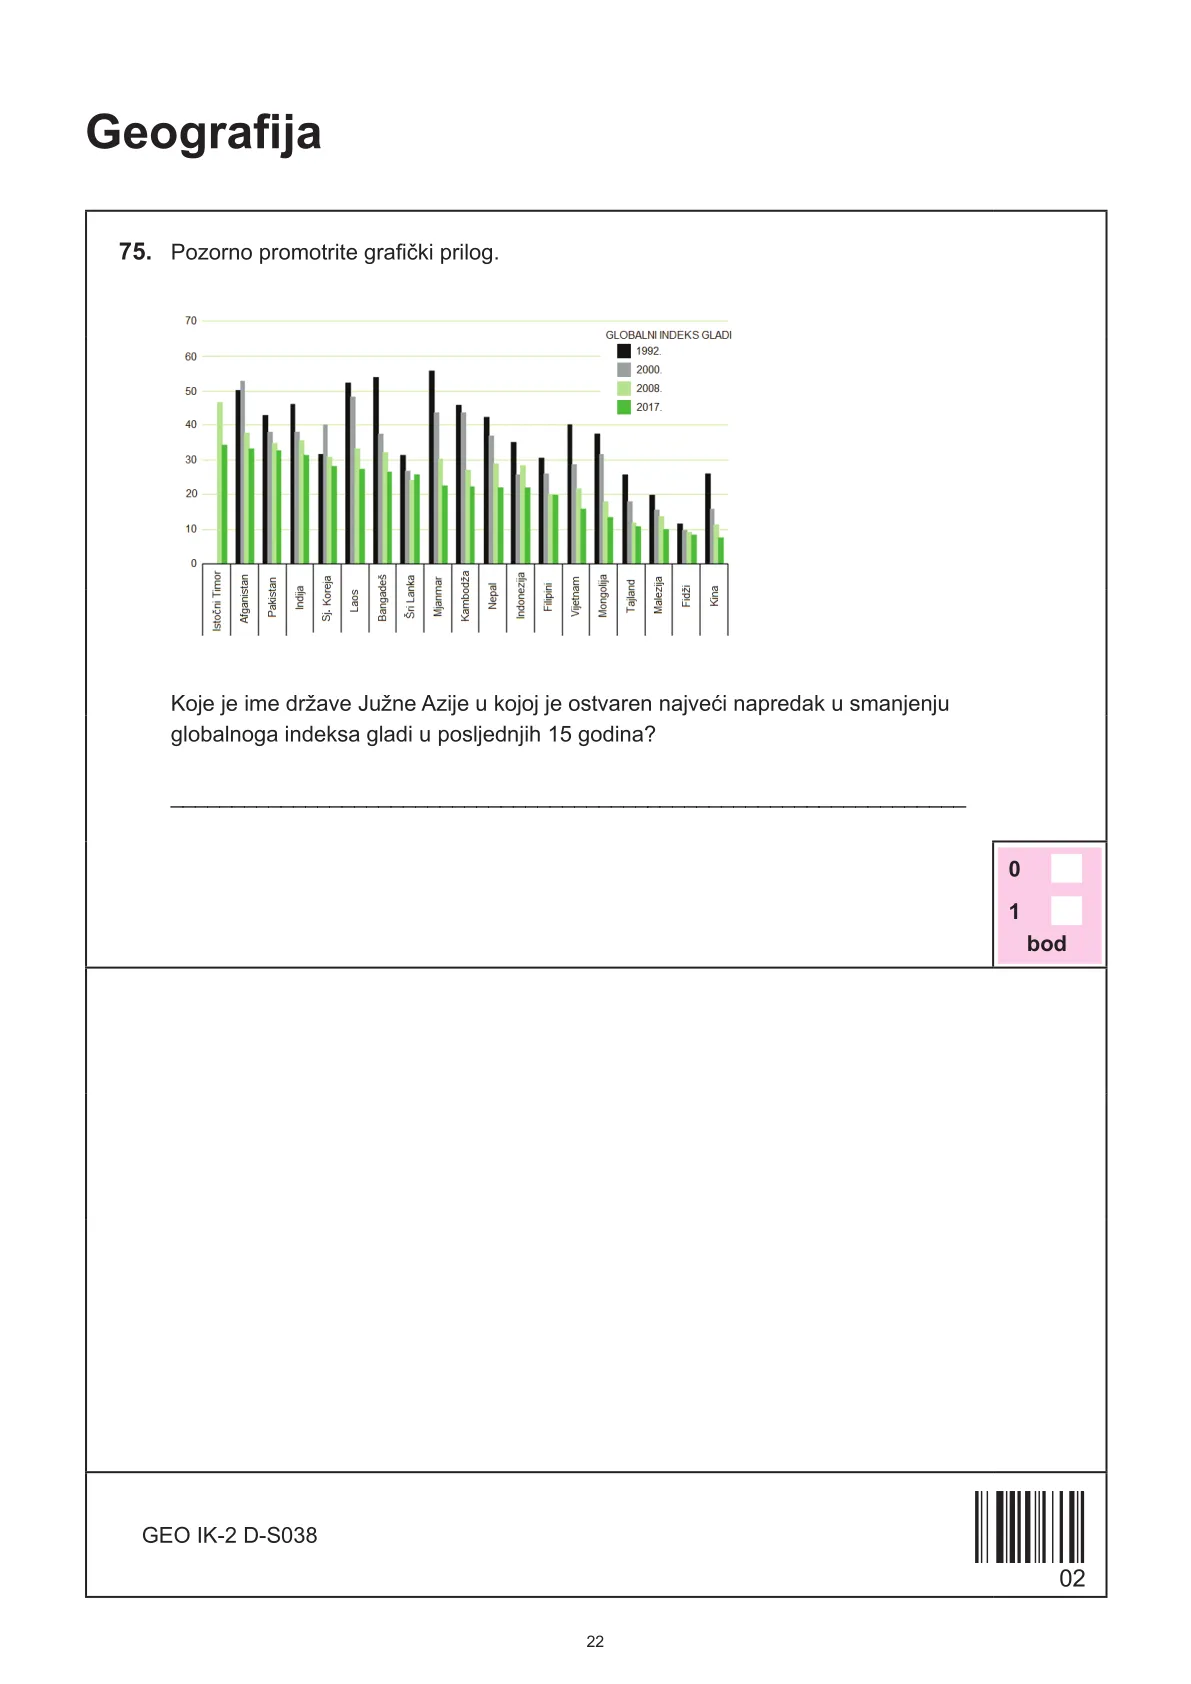 Geografija
75. Pozorno promotrite grafički prilog.
70
60
50
40
30
20
10
0
GLOBALNI INDEKS GLADI
1992.
2000.
2008.
2017.
Istočni Timor
Afganistan
Pakistan
Indija
Sj. Koreja
Laos
Bangadeš
Šri Lanka
Mjanmar
Kambodža
Nepal
Indonezija
Filipini
Vijetnam
Mongolija
Tajland
Malezija
Fidži
Kina
Koje je ime države Južne Azije u kojoj je ostvaren najveći napredak u smanjenju
globalnoga indeksa gladi u posljednjih 15 godina?
0
1
bod
GEO IK-2 D-S038
02
22